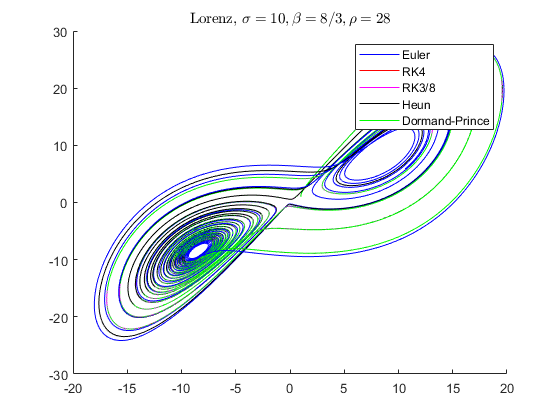 Lorenz, σ = 10, β = 8/3, ρ = 28
30
20
10
0
-10
-20
-30
-20
-15
-10
-5
0
5
10
15
20
Euler
RK4
RK3/8
Heun
Dormand-Prince